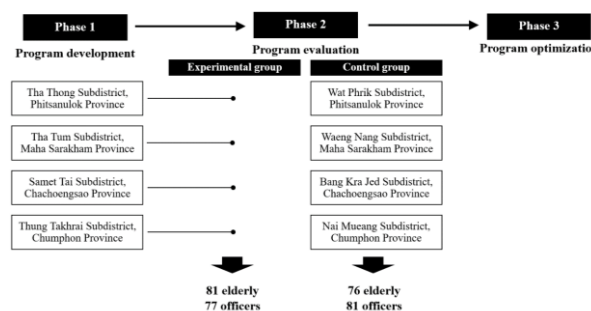 Phase 1
Phase 2
Phase 3
Program development
Program evaluation
Program optimizatio
Experimental group
Control group
Tha Thong Subdistrict,
Phitsanulok Province
Wat Phrik Subdistrict,
Phitsanulok Province
Tha Tum Subdistrict,
Maha Sarakham Province
Waeng Nang Subdistrict,
Maha Sarakham Province
Samet Tai Subdistrict,
Chachoengsao Province
Bang Kra Jed Subdistrict,
Chachoengsao Province
Thung Takhrai Subdistrict,
Chumphon Province
Nai Mueang Subdistrict,
Chumphon Province
81 elderly
77 officers
76 elderly
81 officers